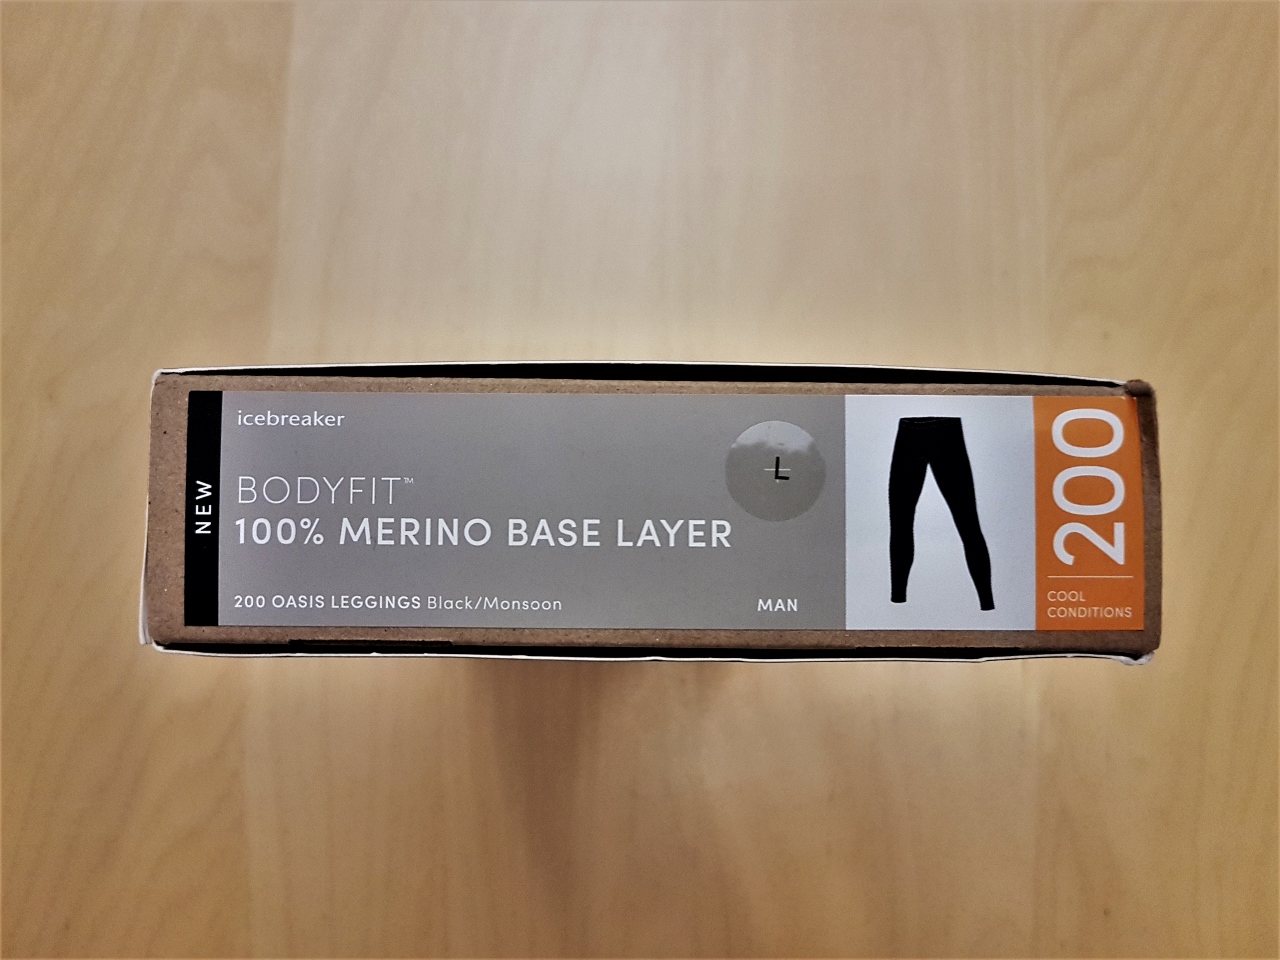 NEW
icebreaker
BODYFIT™
100% MERINO BASE LAYER
200 OASIS LEGGINGS Black/Monsoon
MAN
L
200
COOL
CONDITIONS